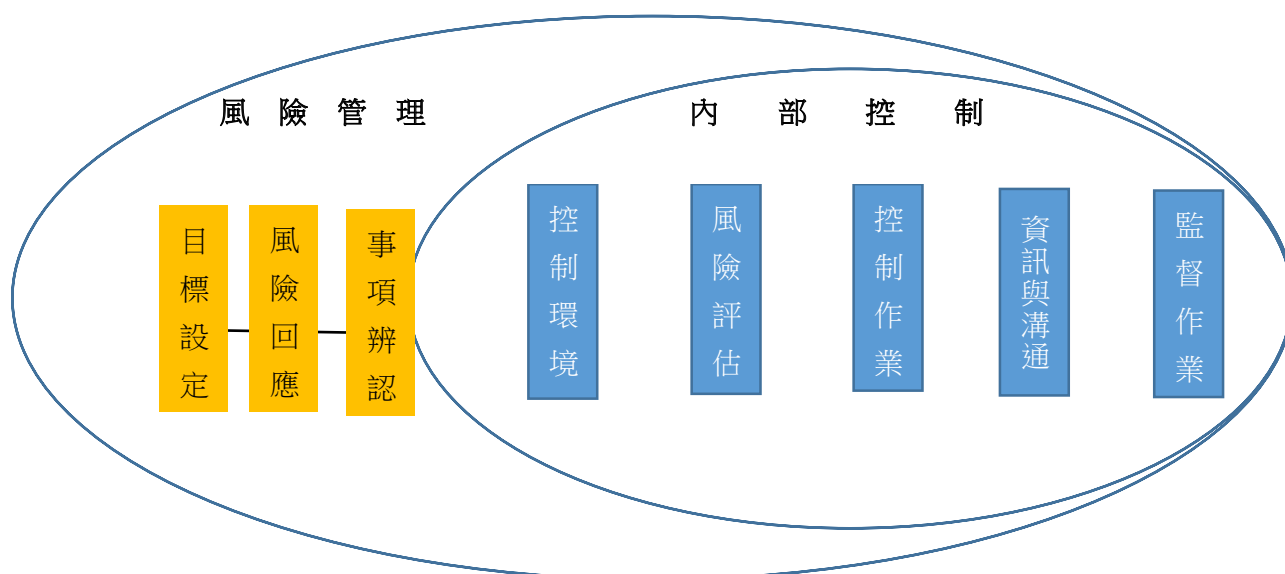 風險管理
內部控制
目標設定
風險回應
事項辨認
控制環境
風險評估
控制作業
資訊與溝通
監督作業